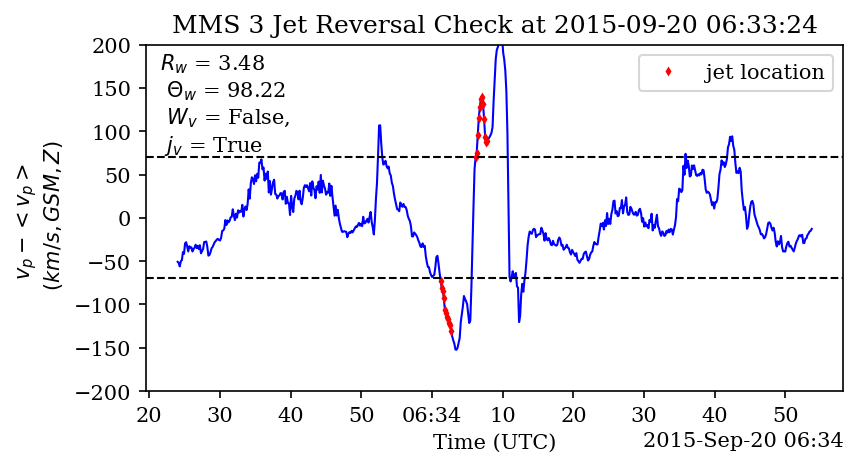 MMS 3 Jet Reversal Check at 2015-09-20 06:33:24
R_w = 3.48
Θ_w = 98.22
W_v = False,
j_v = True
jet location
200
150
100
50
0
−50
−100
−150
−200
v_p − < v_p >
(km/s, GSM, Z)
20 30 40 50 06:34 10 20 30 40 50
Time (UTC)
2015-Sep-20 06:34